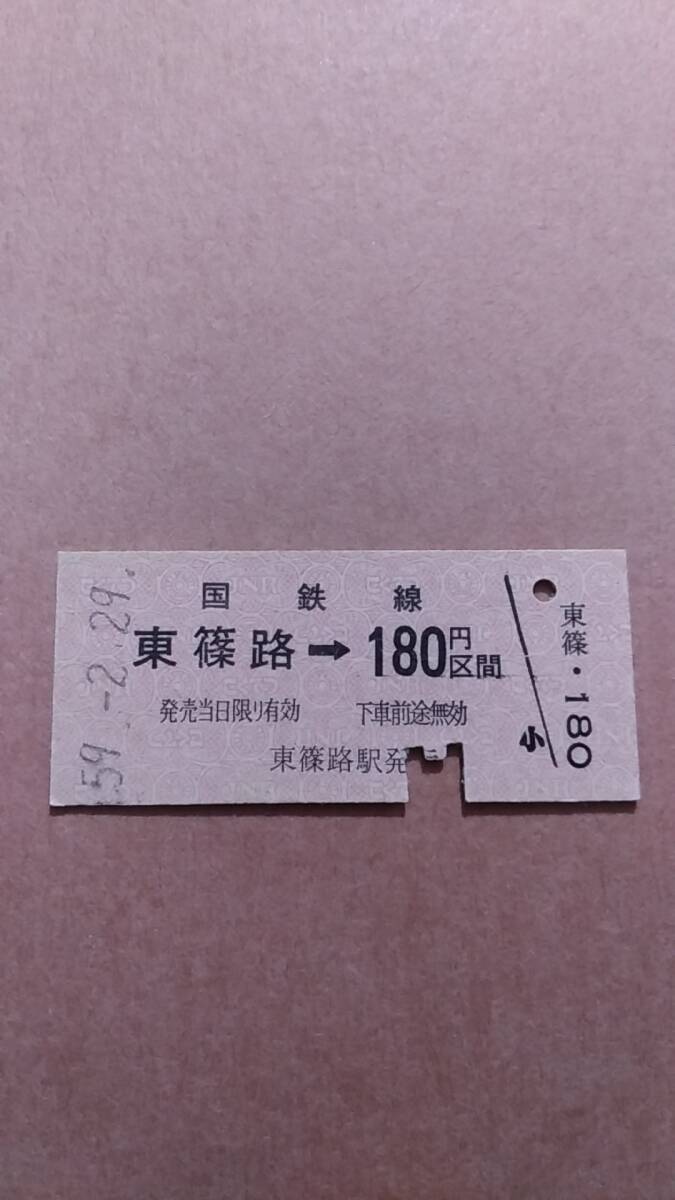 国鉄線
東篠路→180円区間
発売当日限り有効 下車前途無効
東篠路駅発
59.-2.29.
小
東篠・180